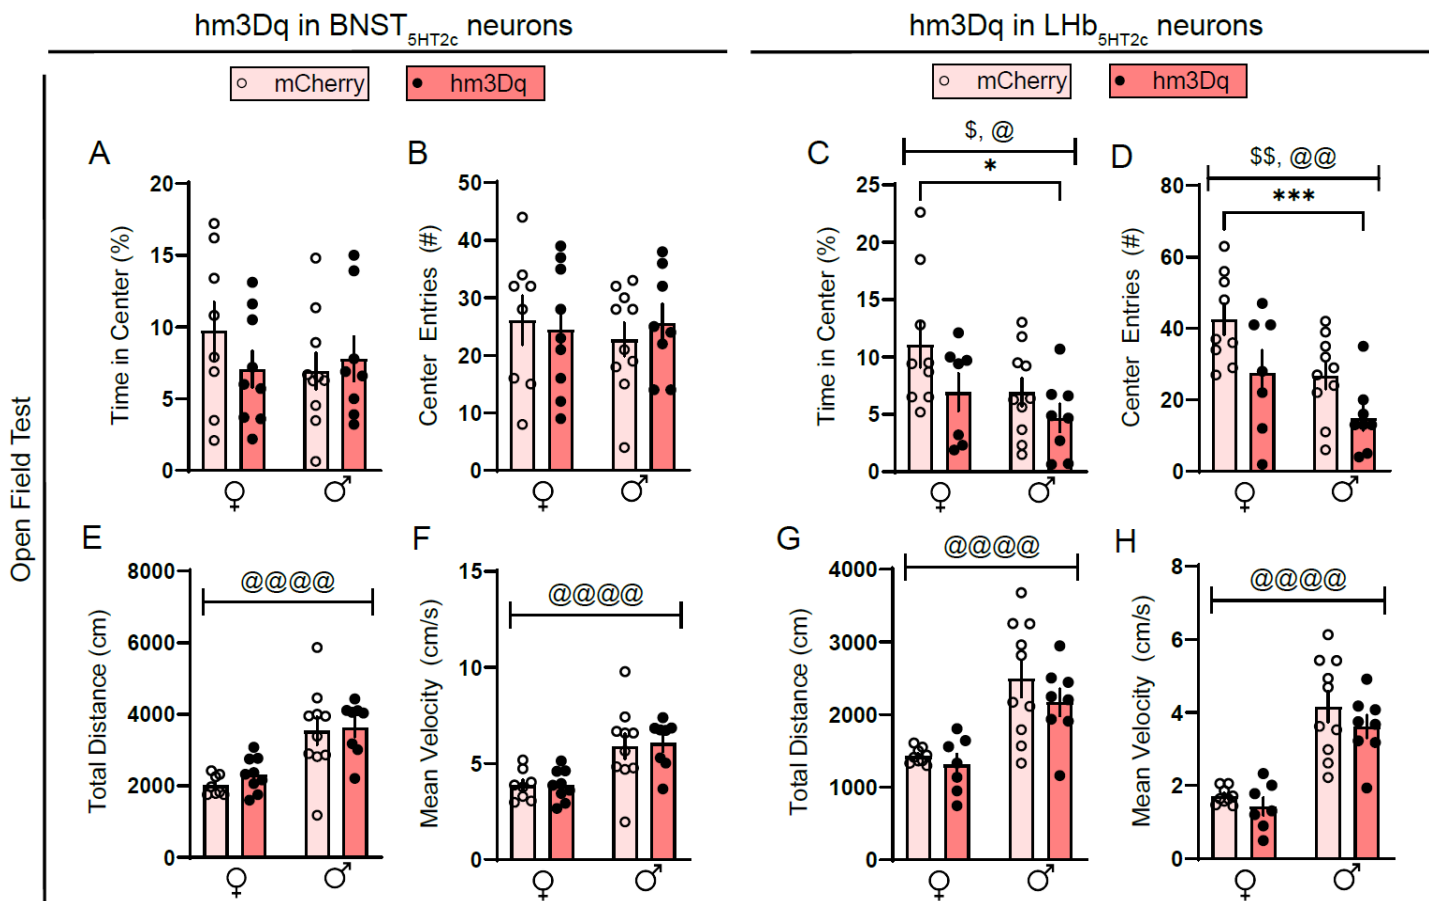 hm3Dq in BNST5HT2c neurons
hm3Dq in LHb5HT2c neurons
mCherry
hm3Dq
mCherry
hm3Dq
Open Field Test
A
Time in Center (%)
20
15
10
5
0
♀
♂
B
Center Entries (#)
50
40
30
20
10
0
♀
♂
C
$, @
*
Time in Center (%)
25
20
15
10
5
0
♀
♂
D
$$, @@
***
Center Entries (#)
80
60
40
20
0
♀
♂
E
@@@@
Total Distance (cm)
8000
6000
4000
2000
0
♀
♂
F
@@@@
Mean Velocity (cm/s)
15
10
5
0
♀
♂
G
@@@@
Total Distance (cm)
4000
3000
2000
1000
0
♀
♂
H
@@@@
Mean Velocity (cm/s)
8
6
4
2
0
♀
♂